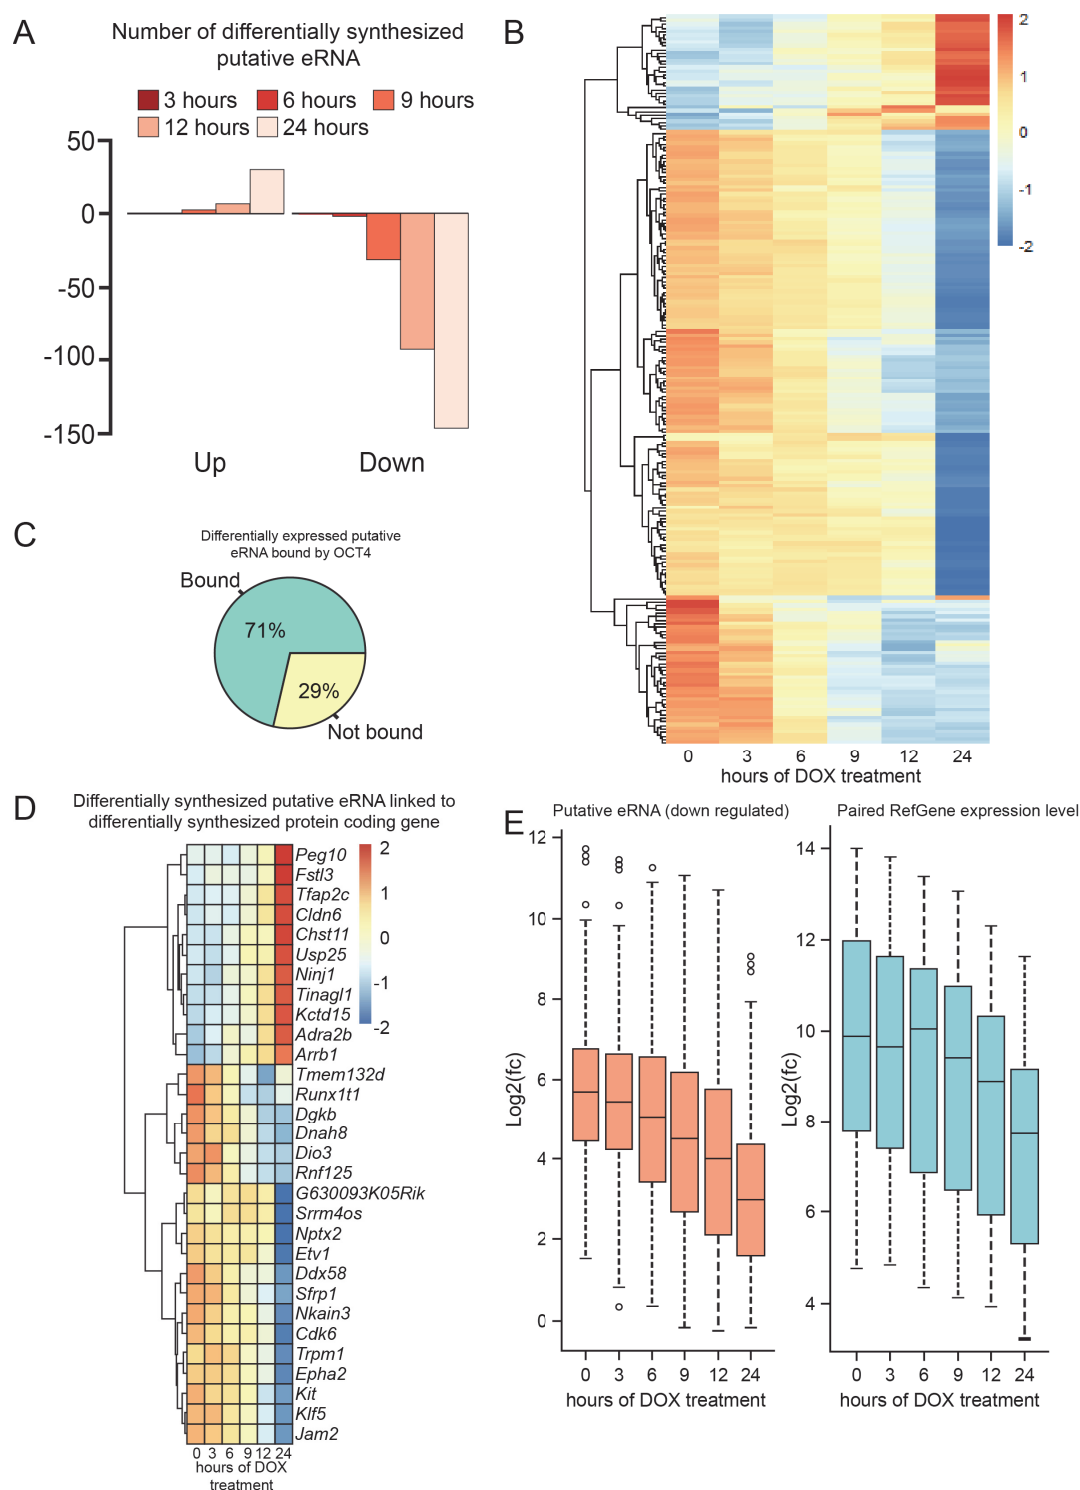 A
Number of differentially synthesized
putative eRNA
3 hours
6 hours
9 hours
12 hours
24 hours
50
0
-50
-100
-150
Up
Down
B
2
1
0
-1
-2
0 3 6 9 12 24
hours of DOX treatment
C
Differentially expressed putative
eRNA bound by OCT4
Bound
71%
29%
Not bound
D
Differentially synthesized putative eRNA linked to
differentially synthesized protein coding gene
Peg10
Fstl3
Tfap2c
Cldn6
Chst11
Usp25
Ninj1
Tinagl1
Kctd15
Adra2b
Arrb1
Tmem132d
Runx1t1
Dgkb
Dnah8
Dio3
Rnf125
G630093K05Rik
Srrm4os
Nptx2
Etv1
Ddx58
Sfrp1
Nkain3
Cdk6
Trpm1
Epha2
Kit
Klf5
Jam2
2
1
0
-1
-2
0 3 6 9 12 24
hours of DOX
treatment
E
Putative eRNA (down regulated)
12
10
8
6
4
2
0
Log2(fc)
0 3 6 9 12 24
hours of DOX treatment
Paired RefGene expression level
14
12
10
8
6
4
Log2(fc)
0 3 6 9 12 24
hours of DOX treatment